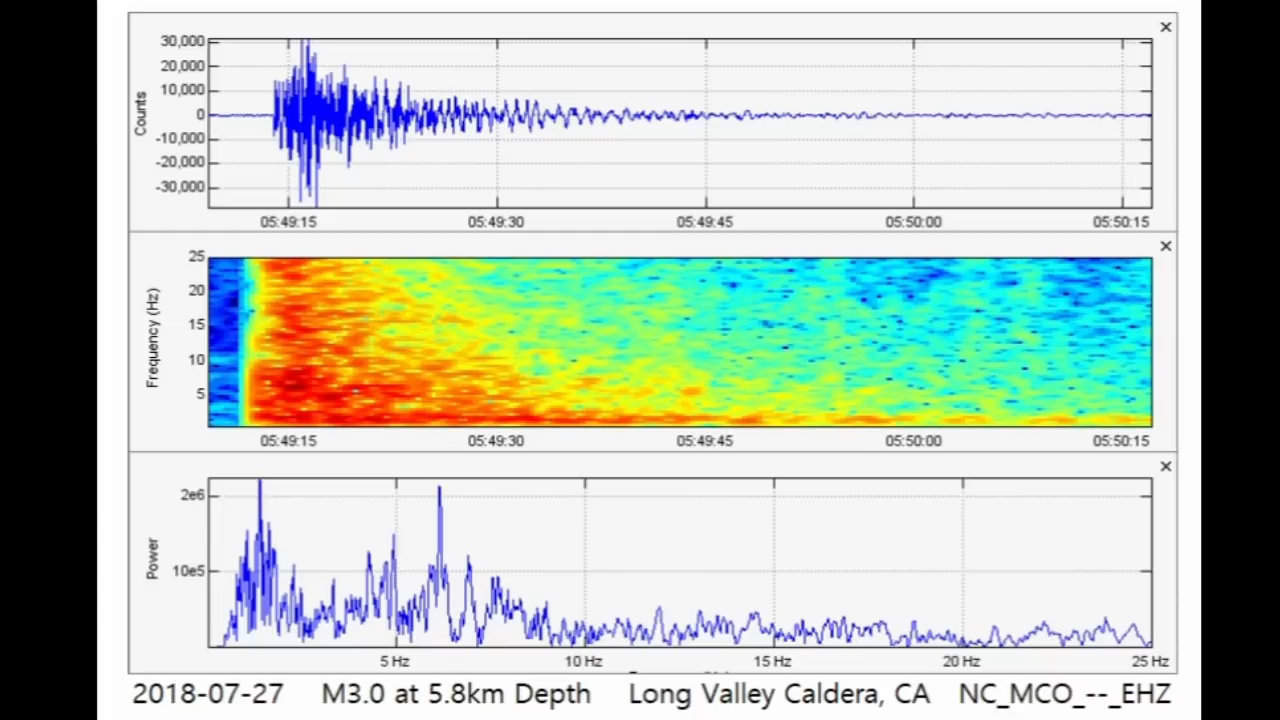 ×
30,000
20,000
10,000
0
-10,000
-20,000
-30,000
Counts
05:49:15 05:49:30 05:49:45 05:50:00 05:50:15
×
25
20
15
10
5
Frequency (Hz)
05:49:15 05:49:30 05:49:45 05:50:00 05:50:15
×
2e6
10e5
Power
5 Hz 10 Hz 15 Hz 20 Hz 25 Hz
2018-07-27 M3.0 at 5.8km Depth Long Valley Caldera, CA NC_MCO_--_EHZ